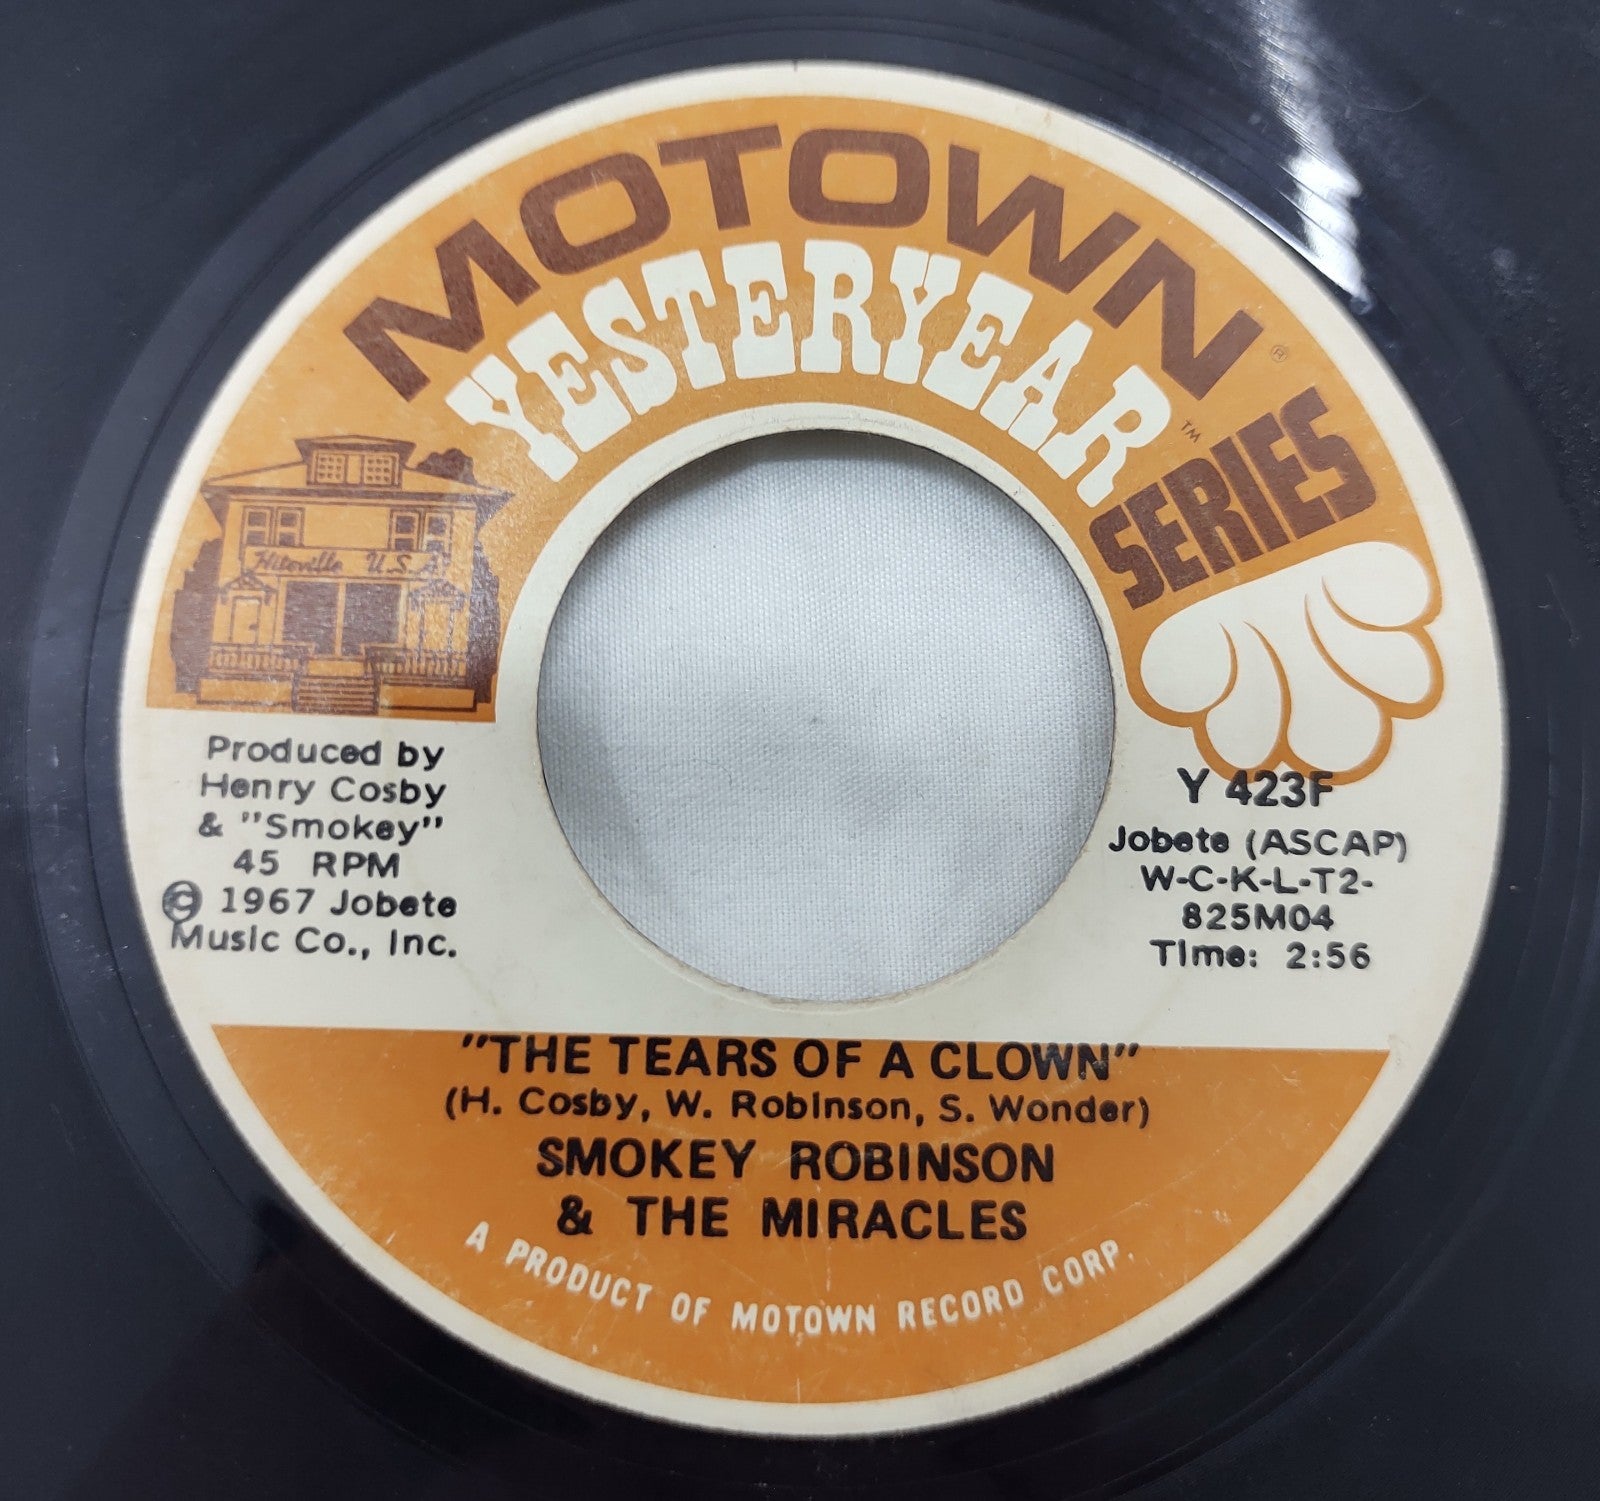 MOTOWN®
YESTERYEAR™
SERIES
Hitsville U.S.A.
Produced by
Henry Cosby
& "Smokey"
45 RPM
© 1967 Jobete
Music Co., Inc.
Y 423F
Jobete (ASCAP)
W-C-K-L-T2-
825M04
Time: 2:56
"THE TEARS OF A CLOWN"
(H. Cosby, W. Robinson, S. Wonder)
SMOKEY ROBINSON
& THE MIRACLES
A PRODUCT OF MOTOWN RECORD CORP.